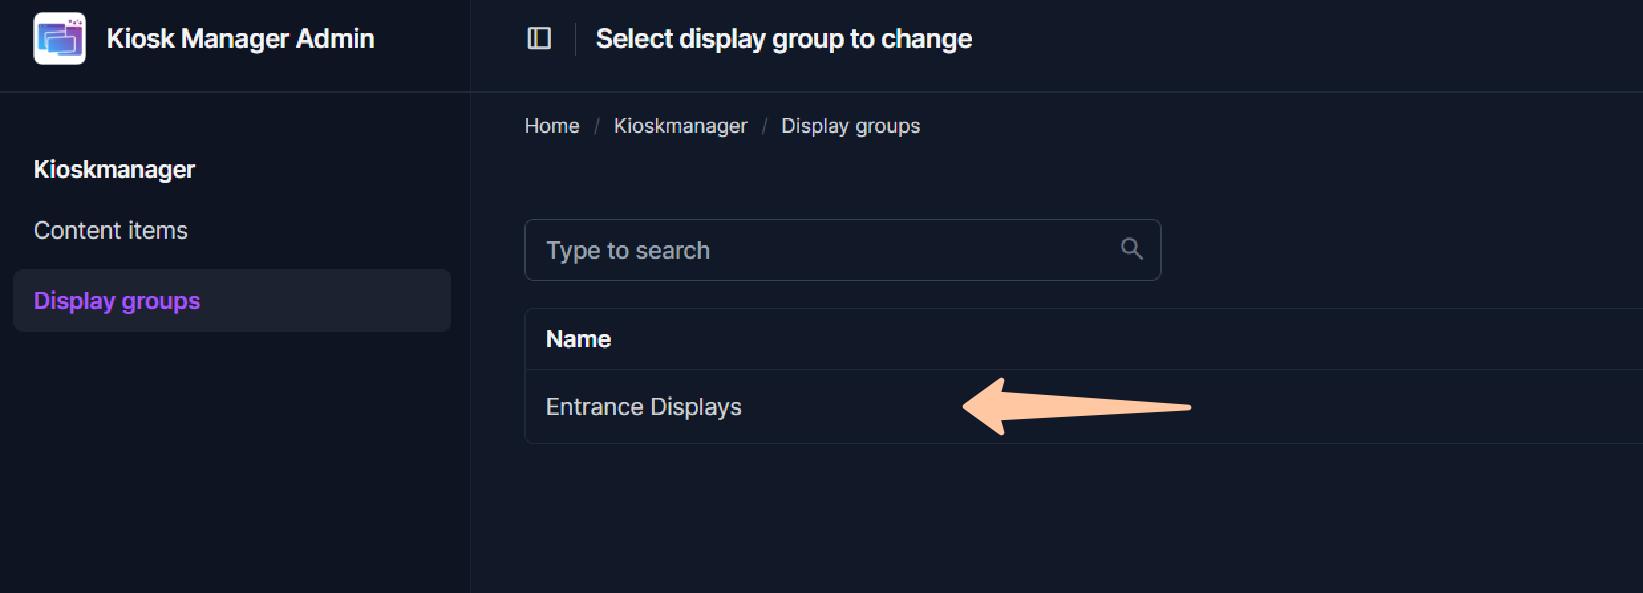 Kiosk Manager Admin
Select display group to change
Home / Kioskmanager / Display groups
Kioskmanager
Content items
Display groups
Type to search
Name
Entrance Displays